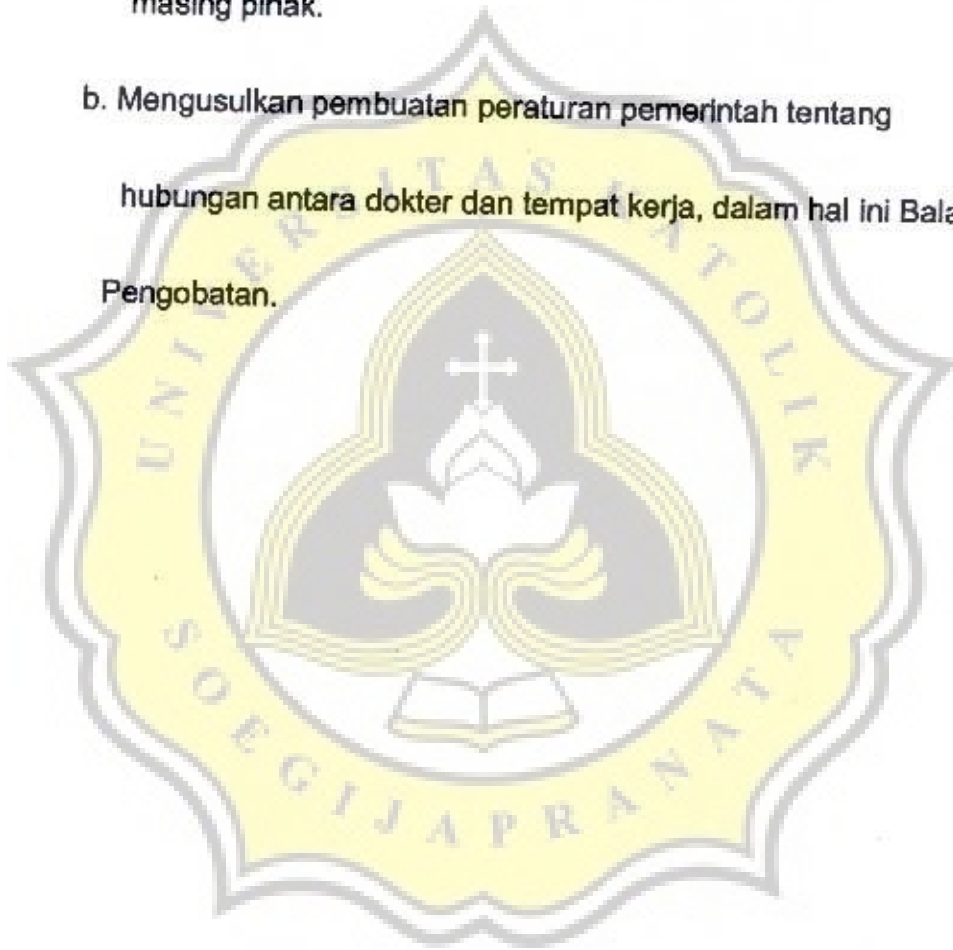 masing pihak.
b. Mengusulkan pembuatan peraturan pemerintah tentang
hubungan antara dokter dan tempat kerja, dalam hal ini Bala
Pengobatan.
UNIVERSITAS KATOLIK
SOEGIJAPRANATA